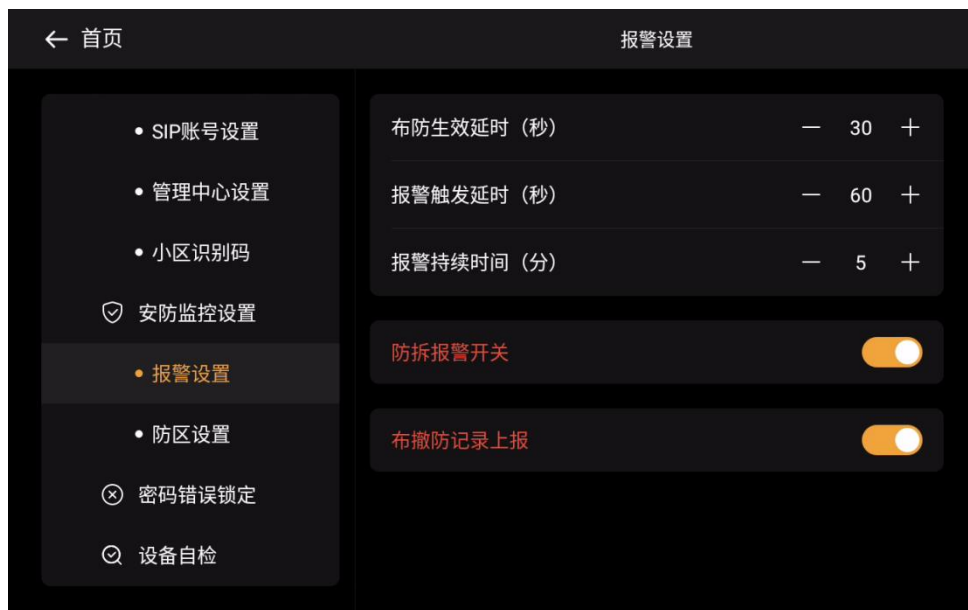 首页
报警设置
SIP账号设置
管理中心设置
小区识别码
安防监控设置
报警设置
防区设置
密码错误锁定
设备自检
布防生效延时（秒） — 30 +
报警触发延时（秒） — 60 +
报警持续时间（分） — 5 +
防拆报警开关
布撤防记录上报